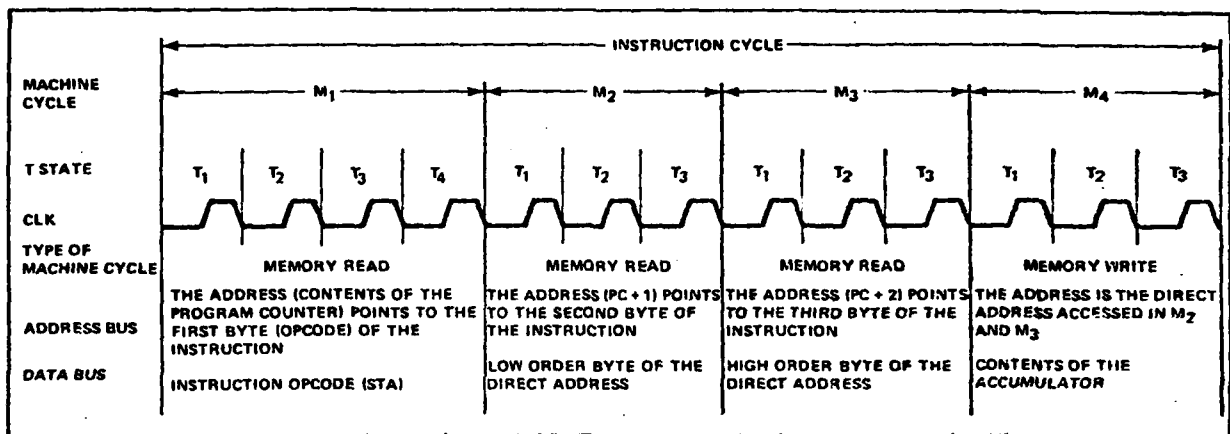 INSTRUCTION CYCLE
MACHINE
CYCLE
M1 M2 M3 M4
T STATE
T1 T2 T3 T4 T1 T2 T3 T1 T2 T3 T1 T2 T3
CLK
TYPE OF
MACHINE CYCLE
MEMORY READ MEMORY READ MEMORY READ MEMORY WRITE
ADDRESS BUS
THE ADDRESS (CONTENTS OF THE
PROGRAM COUNTER) POINTS TO THE
FIRST BYTE (OPCODE) OF THE
INSTRUCTION
THE ADDRESS (PC + 1) POINTS
TO THE SECOND BYTE OF
THE INSTRUCTION
THE ADDRESS (PC + 2) POINTS
TO THE THIRD BYTE OF THE
INSTRUCTION
THE ADDRESS IS THE DIRECT
ADDRESS ACCESSED IN M2
AND M3
DATA BUS
INSTRUCTION OPCODE (STA)
LOW ORDER BYTE OF THE
DIRECT ADDRESS
HIGH ORDER BYTE OF THE
DIRECT ADDRESS
CONTENTS OF THE
ACCUMULATOR